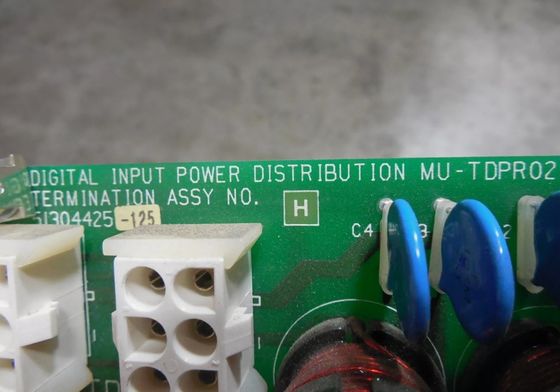 DIGITAL INPUT POWER DISTRIBUTION MU-TDPR02
TERMINATION ASSY NO. H
51304425 -125
C4